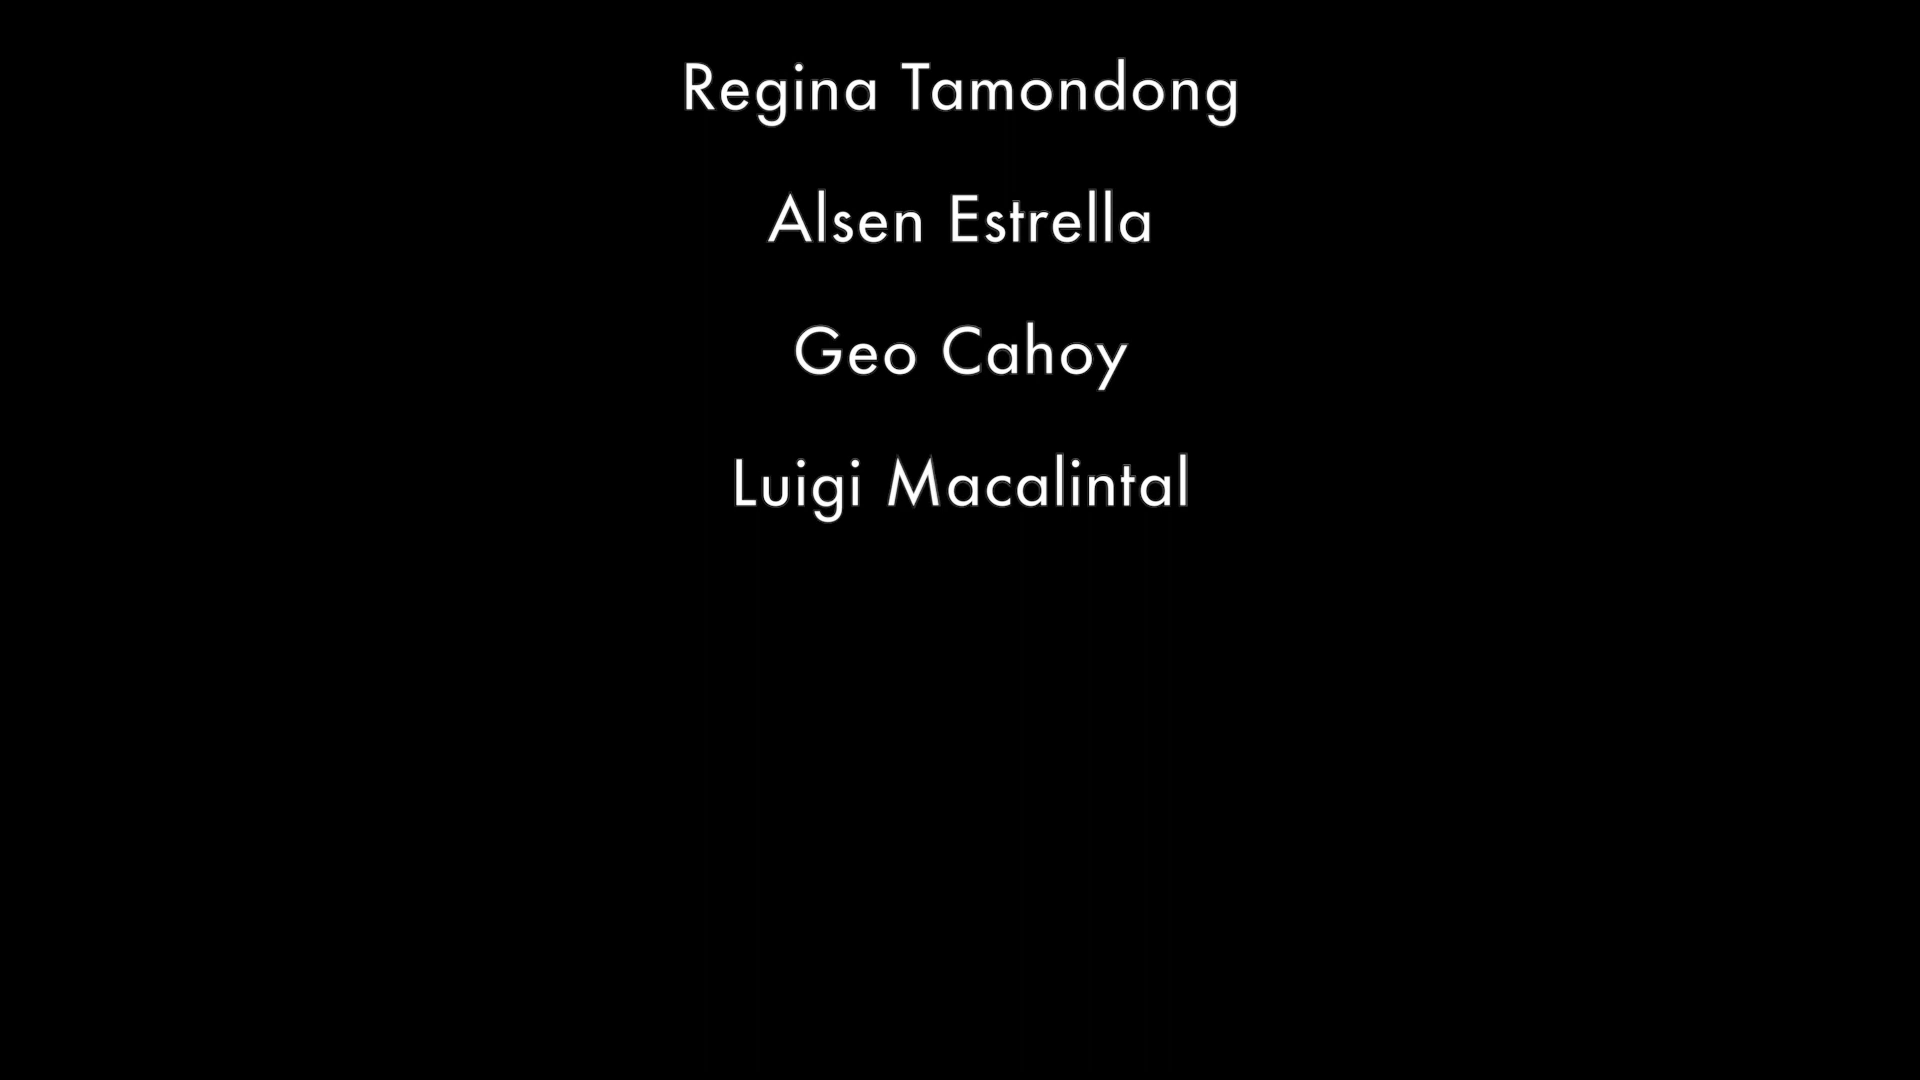 Regina Tamondong
Alsen Estrella
Geo Cahoy
Luigi Macalintal